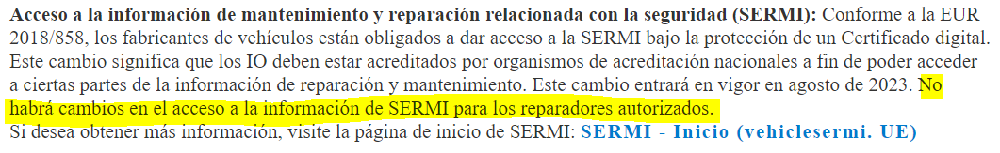 Acceso a la información de mantenimiento y reparación relacionada con la seguridad (SERMI): Conforme a la EUR
2018/858, los fabricantes de vehículos están obligados a dar acceso a la SERMI bajo la protección de un Certificado digital.
Este cambio significa que los IO deben estar acreditados por organismos de acreditación nacionales a fin de poder acceder
a ciertas partes de la información de reparación y mantenimiento. Este cambio entrará en vigor en agosto de 2023. No
habrá cambios en el acceso a la información de SERMI para los reparadores autorizados.
Si desea obtener más información, visite la página de inicio de SERMI: SERMI - Inicio (vehiclesermi. UE)